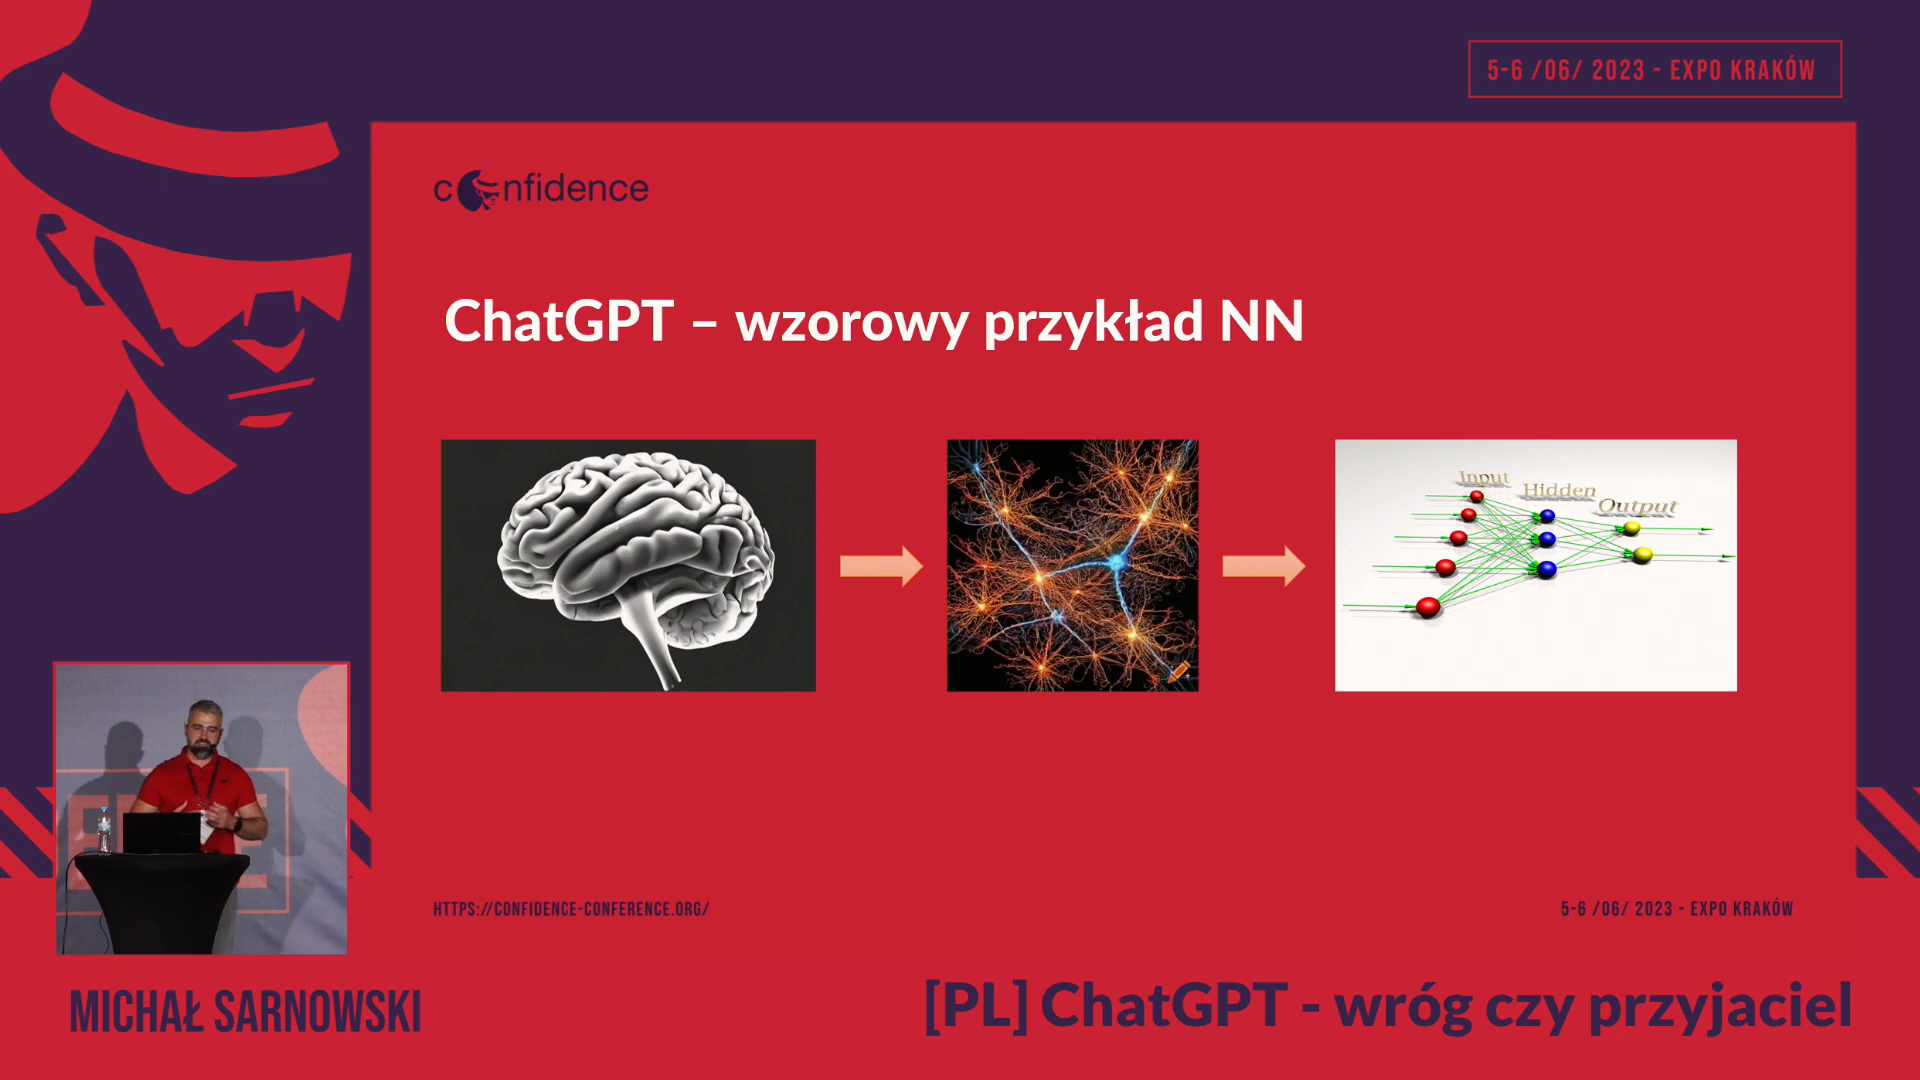 5-6 /06/ 2023 - EXPO KRAKÓW
confidence
ChatGPT – wzorowy przykład NN
Input
Hidden
Output
HTTPS://CONFIDENCE-CONFERENCE.ORG/
5-6 /06/ 2023 - EXPO KRAKÓW
MICHAŁ SARNOWSKI
[PL] ChatGPT - wróg czy przyjaciel